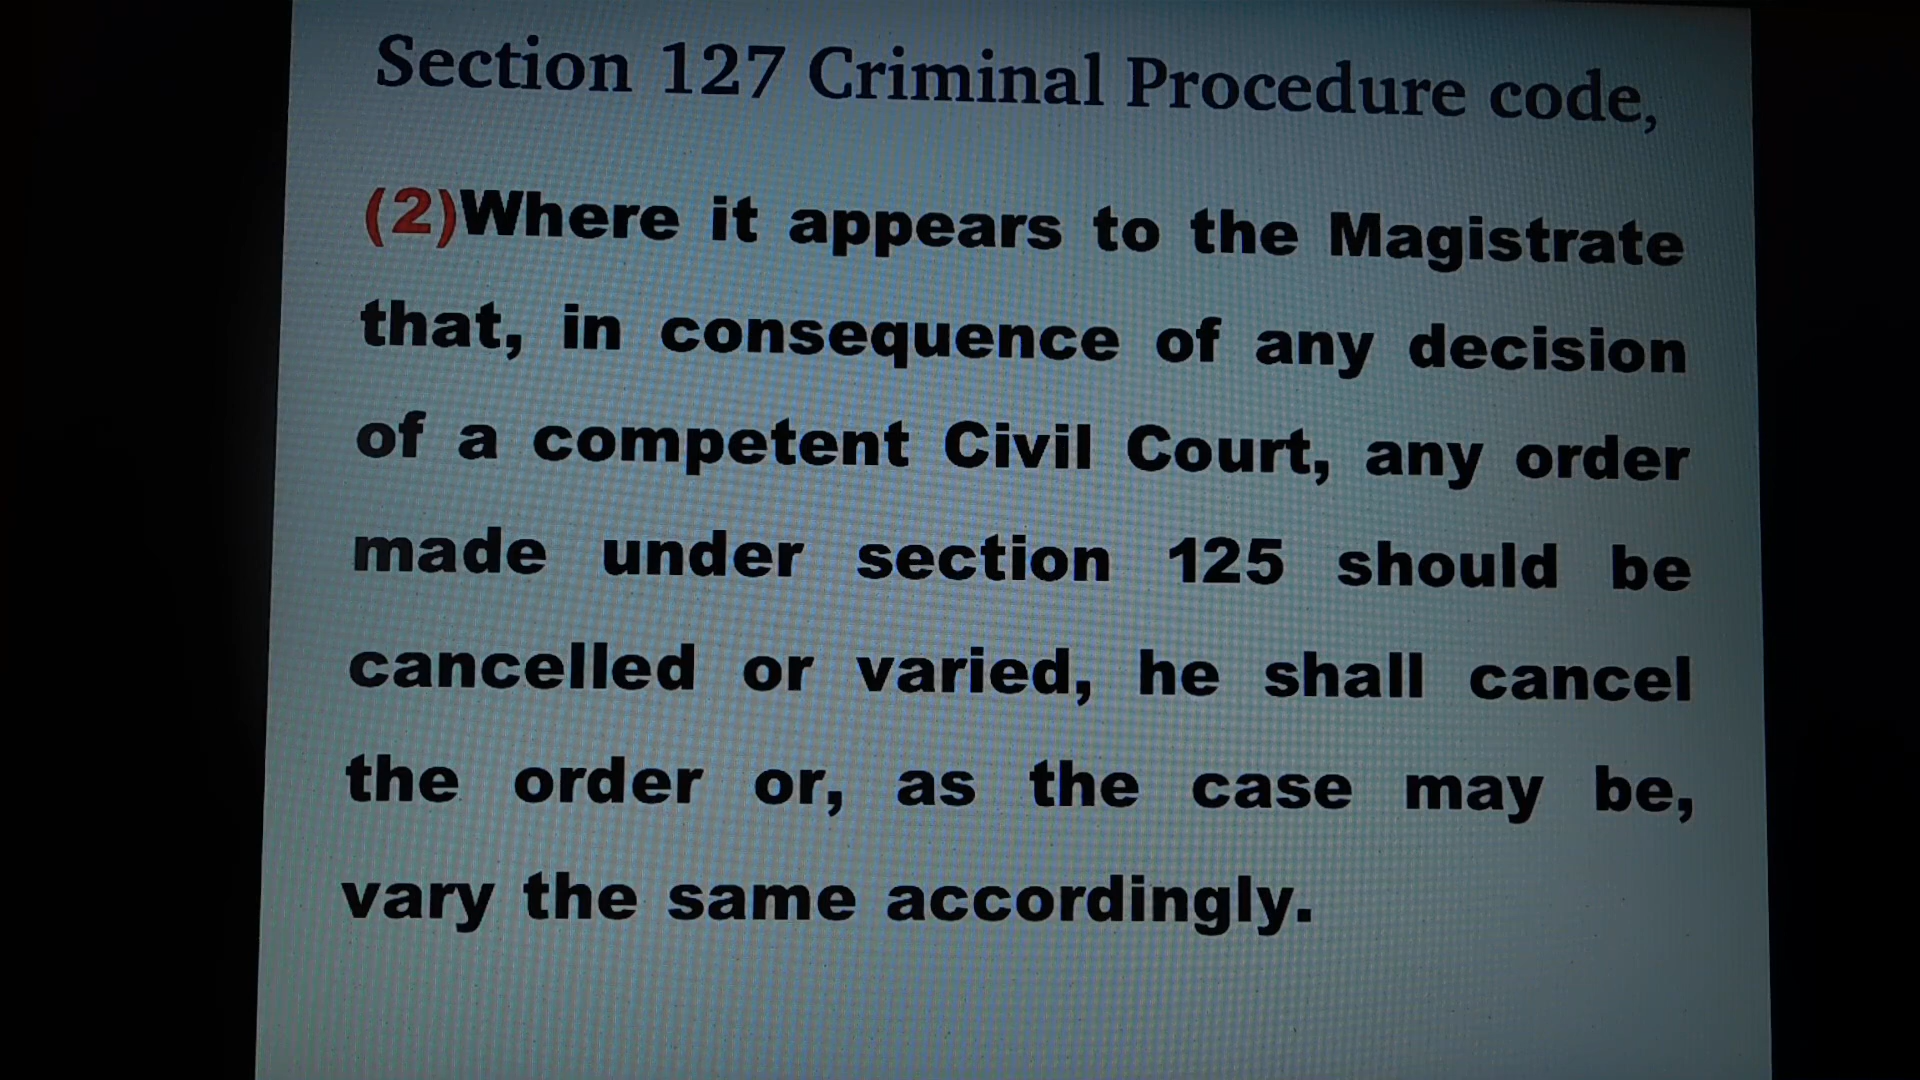 Section 127 Criminal Procedure code,
(2)Where it appears to the Magistrate
that, in consequence of any decision
of a competent Civil Court, any order
made under section 125 should be
cancelled or varied, he shall cancel
the order or, as the case may be,
vary the same accordingly.